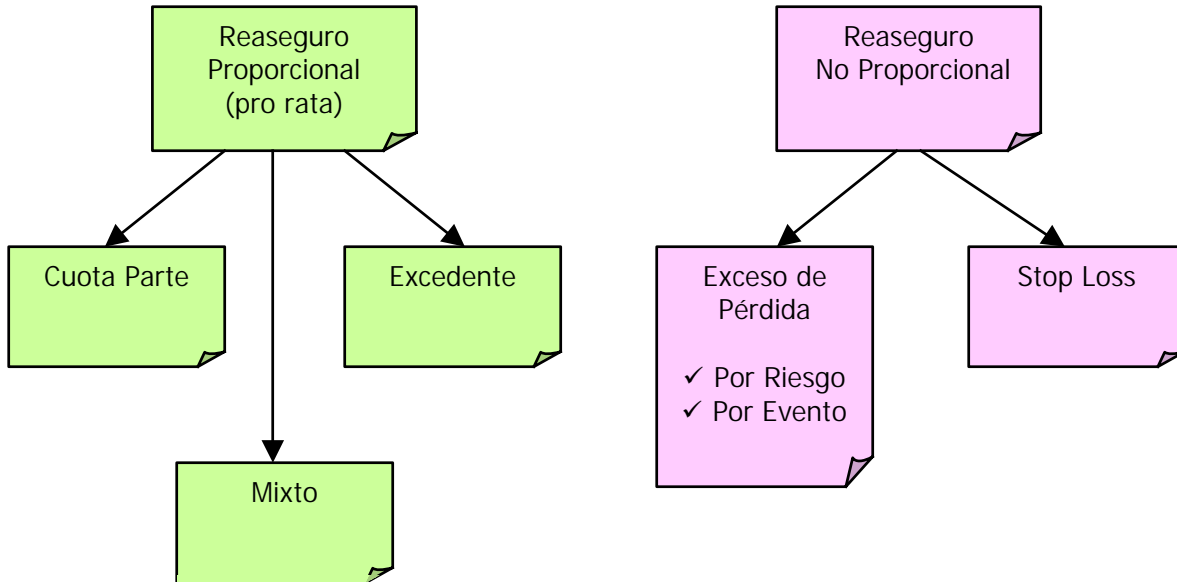 Reaseguro
Proporcional
(pro rata)
Reaseguro
No Proporcional
Cuota Parte
Excedente
Exceso de
Pérdida
✓ Por Riesgo
✓ Por Evento
Stop Loss
Mixto